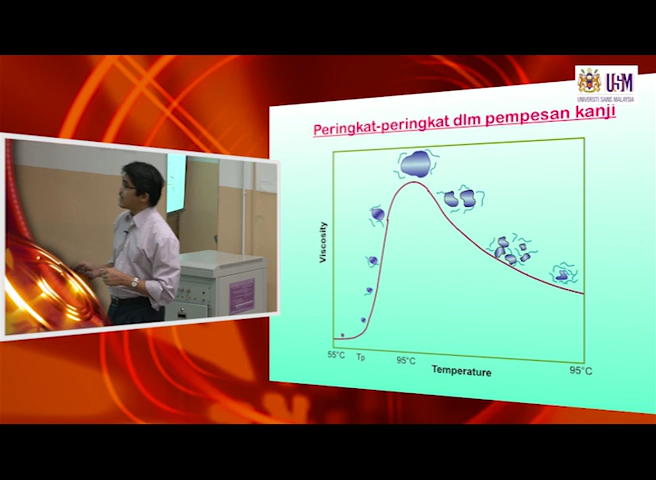 USM
UNIVERSITI SAINS MALAYSIA
Peringkat-peringkat dlm pempesan kanji
Viscosity
55°C Tp 95°C 95°C
Temperature